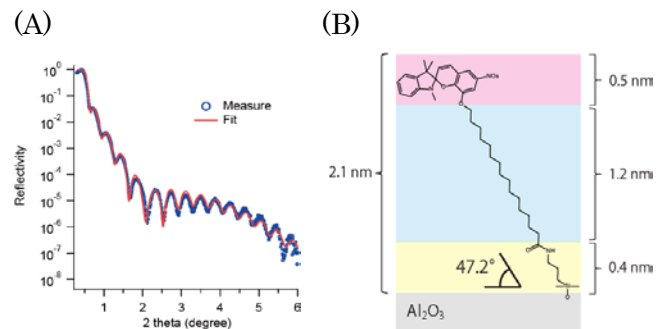 (A)
(B)
10⁰
10⁻¹
10⁻²
10⁻³
10⁻⁴
10⁻⁵
10⁻⁶
10⁻⁷
10⁻⁸
Reflectivity
Measure
Fit
1
2
3
4
5
6
2 theta (degree)
2.1 nm
NO₂
N
O
O
0.5 nm
1.2 nm
O
NH
0.4 nm
47.2°
O
Al₂O₃